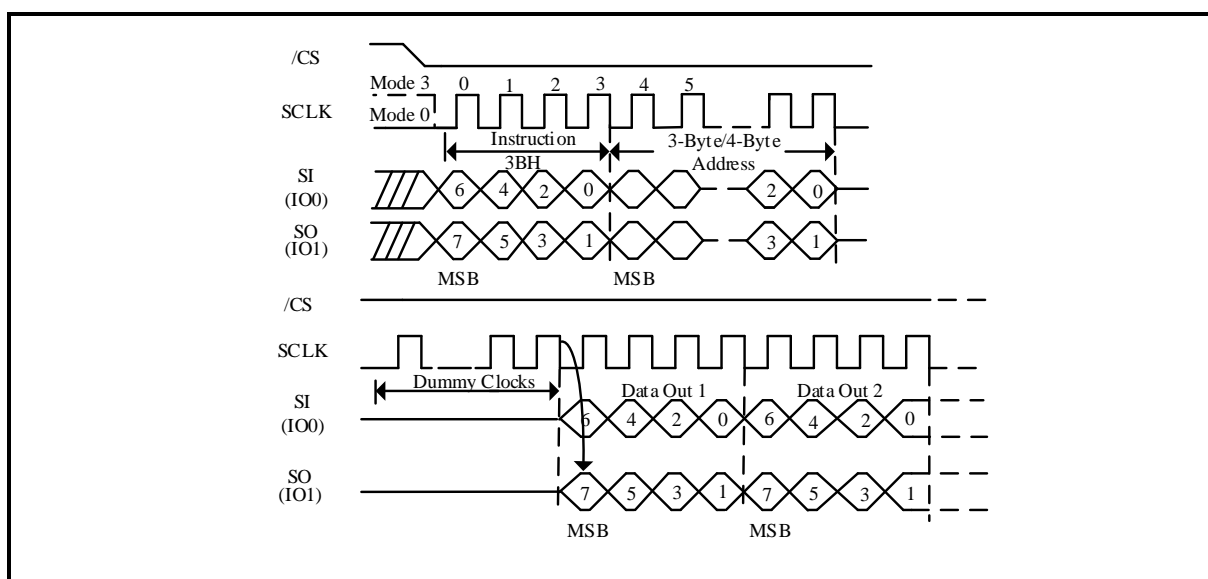 /CS
Mode 3 0 1 2 3 4 5
SCLK
Mode 0
Instruction 3-Byte/4-Byte
3BH Address
SI
(IO0)
6 4 2 0 2 0
SO
(IO1)
7 5 3 1 3 1
MSB MSB
/CS
SCLK
Dummy Clocks Data Out 1 Data Out 2
SI
(IO0)
6 4 2 0 6 4 2 0
SO
(IO1)
7 5 3 1 7 5 3 1
MSB MSB